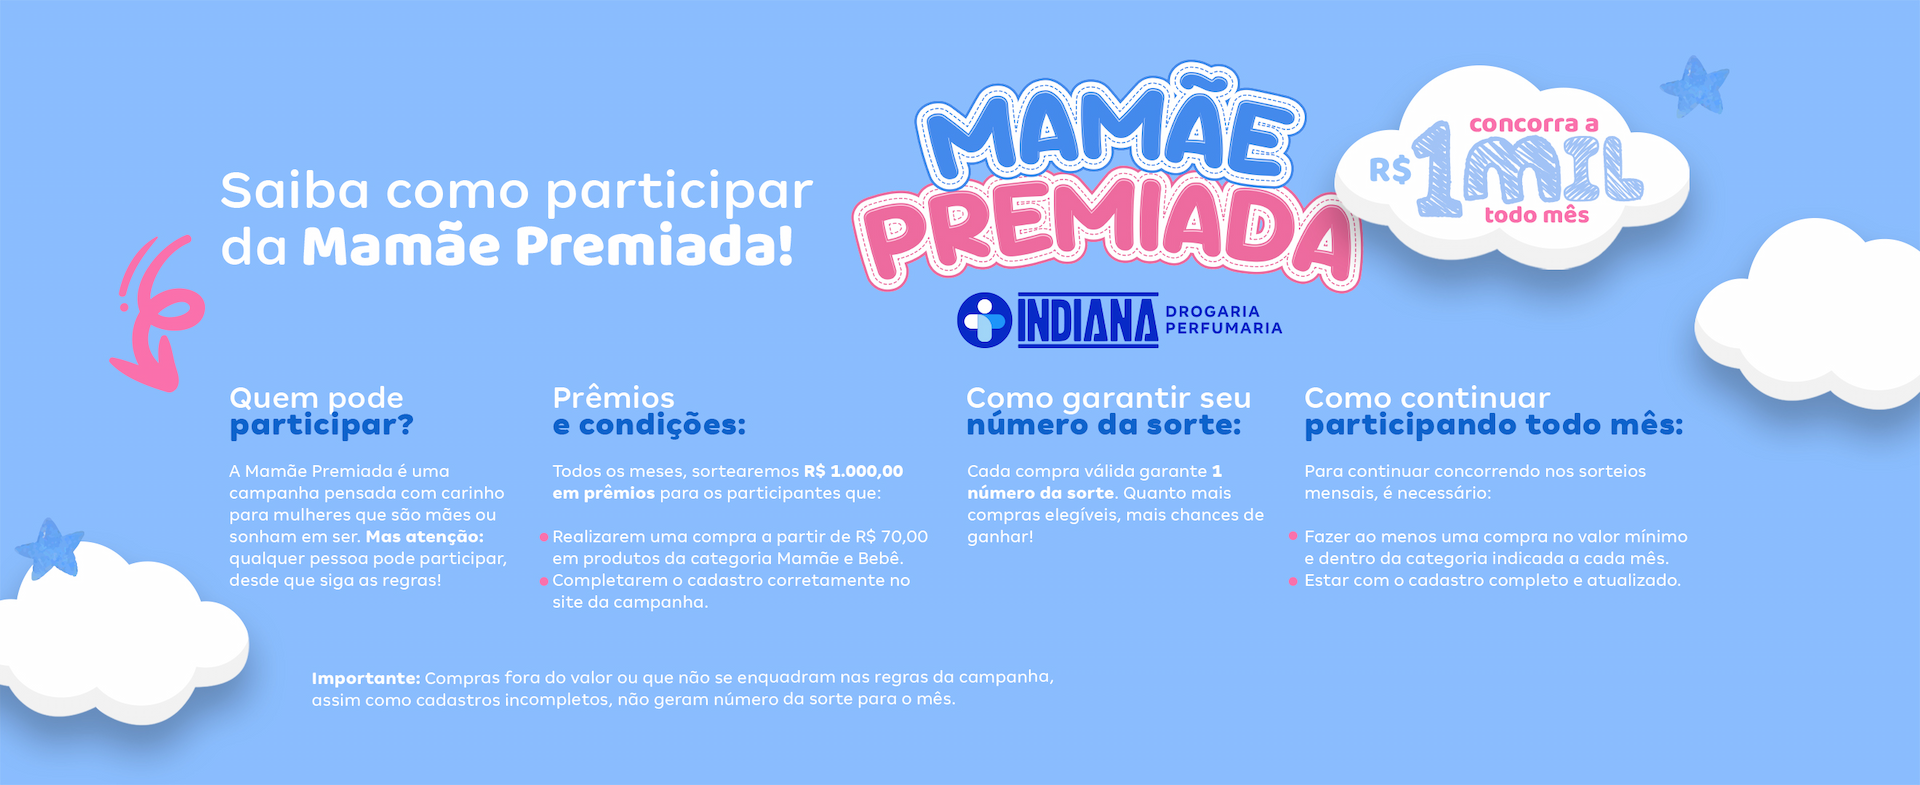 Saiba como participar
da Mamãe Premiada!
MAMÃE
PREMIADA
concorra a
R$ 1MIL
todo mês
INDIANA
DROGARIA
PERFUMARIA
Quem pode
participar?
A Mamãe Premiada é uma
campanha pensada com carinho
para mulheres que são mães ou
sonham em ser. Mas atenção:
qualquer pessoa pode participar,
desde que siga as regras!
Prêmios
e condições:
Todos os meses, sortearemos R$ 1.000,00
em prêmios para os participantes que:
Realizarem uma compra a partir de R$ 70,00
em produtos da categoria Mamãe e Bebê.
Completarem o cadastro corretamente no
site da campanha.
Como garantir seu
número da sorte:
Cada compra válida garante 1
número da sorte. Quanto mais
compras elegíveis, mais chances de
ganhar!
Como continuar
participando todo mês:
Para continuar concorrendo nos sorteios
mensais, é necessário:
Fazer ao menos uma compra no valor mínimo
e dentro da categoria indicada a cada mês.
Estar com o cadastro completo e atualizado.
Importante: Compras fora do valor ou que não se enquadram nas regras da campanha,
assim como cadastros incompletos, não geram número da sorte para o mês.